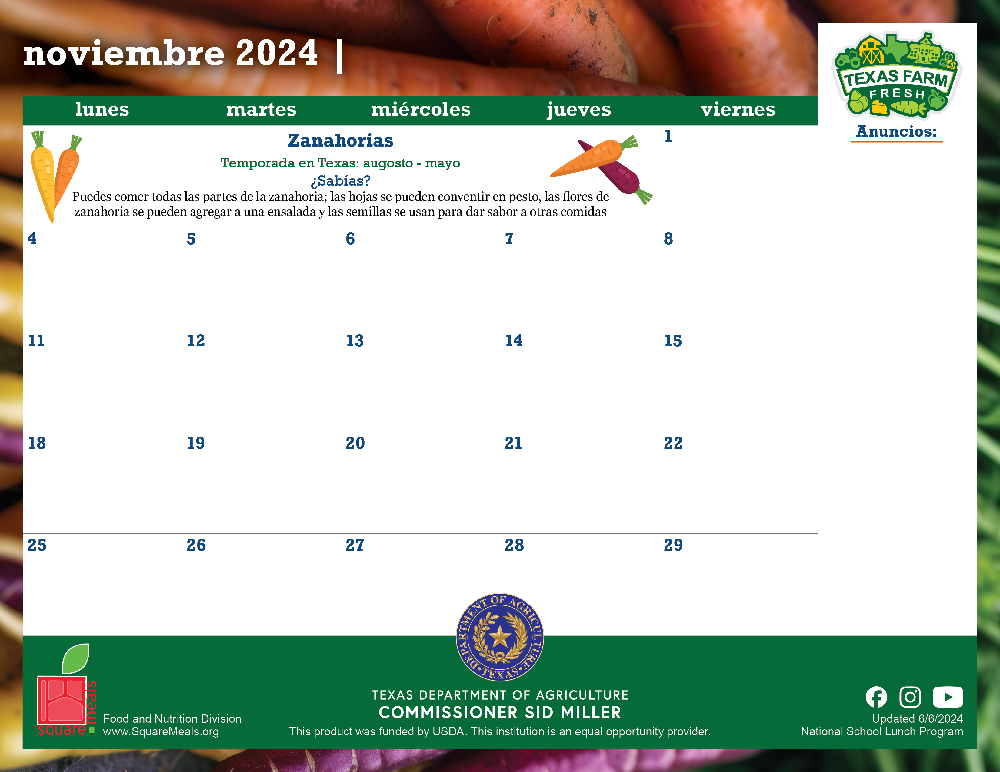 noviembre 2024 |
TEXAS FARM
FRESH
1
2
3
lunes martes miércoles jueves viernes
Anuncios:
Zanahorias
Temporada en Texas: augosto - mayo
¿Sabías?
Puedes comer todas las partes de la zanahoria; las hojas se pueden conventir en pesto, las flores de
zanahoria se pueden agregar a una ensalada y las semillas se usan para dar sabor a otras comidas
1
4 5 6 7 8
11 12 13 14 15
18 19 20 21 22
25 26 27 28 29
DEPARTMENT OF AGRICULTURE
TEXAS
square meals
Food and Nutrition Division
www.SquareMeals.org
TEXAS DEPARTMENT OF AGRICULTURE
COMMISSIONER SID MILLER
This product was funded by USDA. This institution is an equal opportunity provider.
Updated 6/6/2024
National School Lunch Program